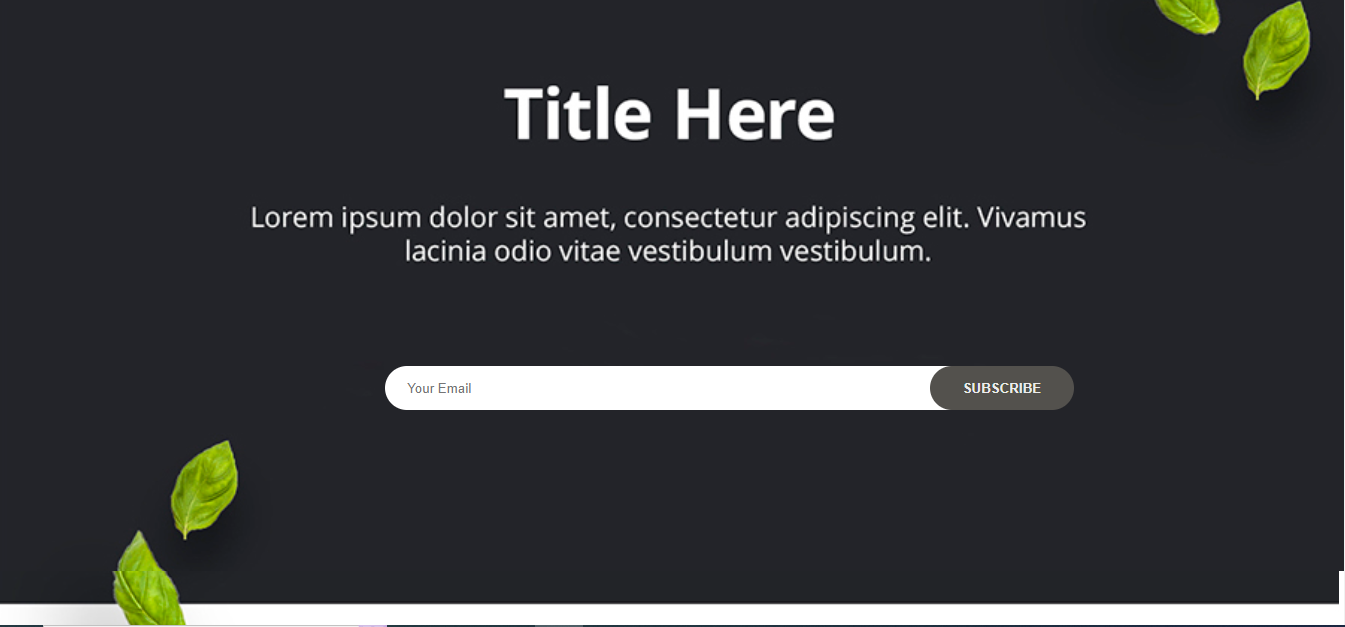 Title Here
Lorem ipsum dolor sit amet, consectetur adipiscing elit. Vivamus
lacinia odio vitae vestibulum vestibulum.
Your Email
SUBSCRIBE